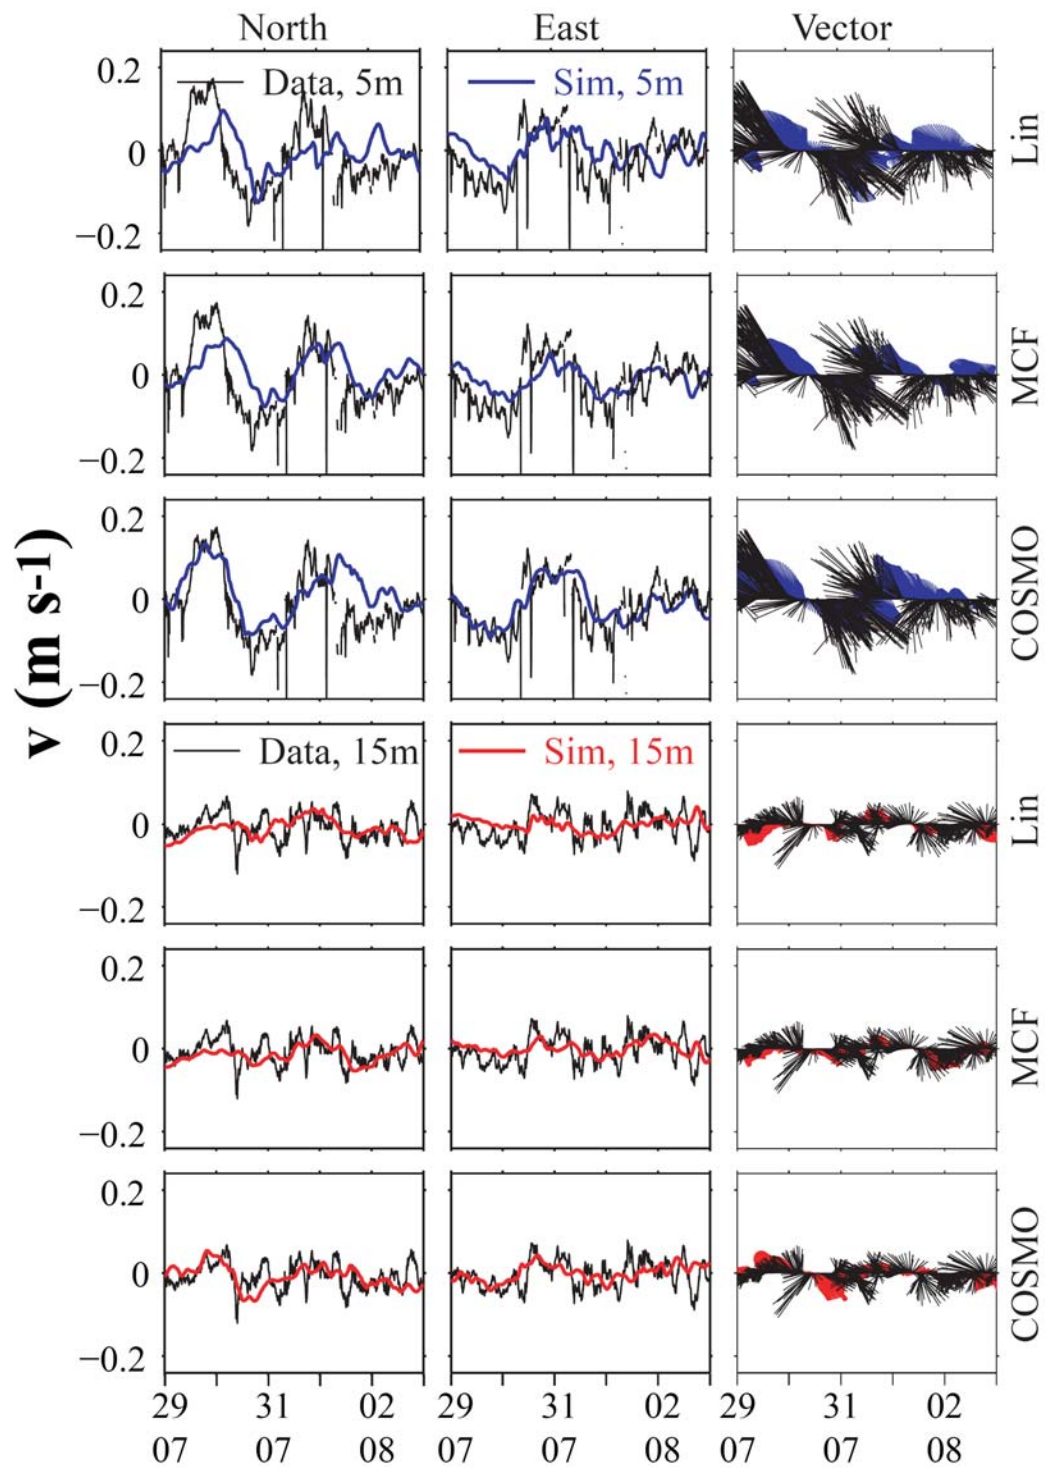 North East Vector
0.2 Data, 5m Sim, 5m
0
−0.2
Lin
0.2
0
−0.2
MCF
0.2
0
−0.2
COSMO
v (m s-1)
0.2 Data, 15m Sim, 15m
0
−0.2
Lin
0.2
0
−0.2
MCF
0.2
0
−0.2
COSMO
29 31 02 29 31 02 29 31 02
07 07 08 07 07 08 07 07 08